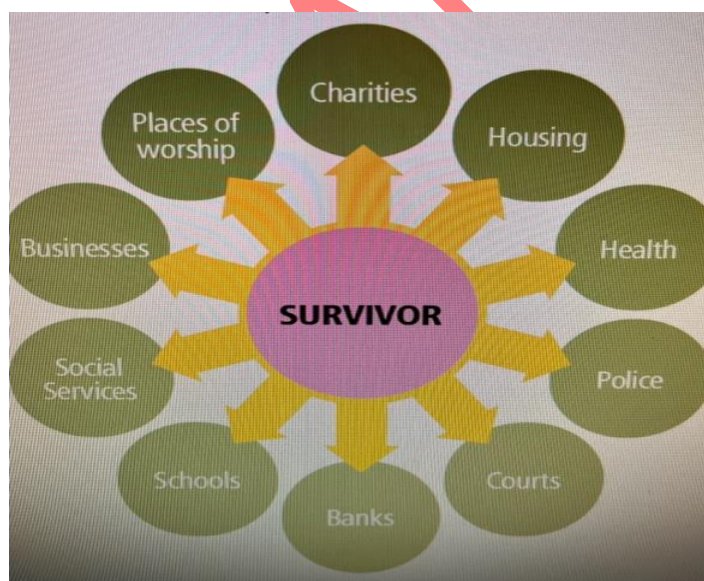 Charities
Housing
Health
Police
Courts
Banks
Schools
Social
Services
Businesses
Places of
worship
SURVIVOR